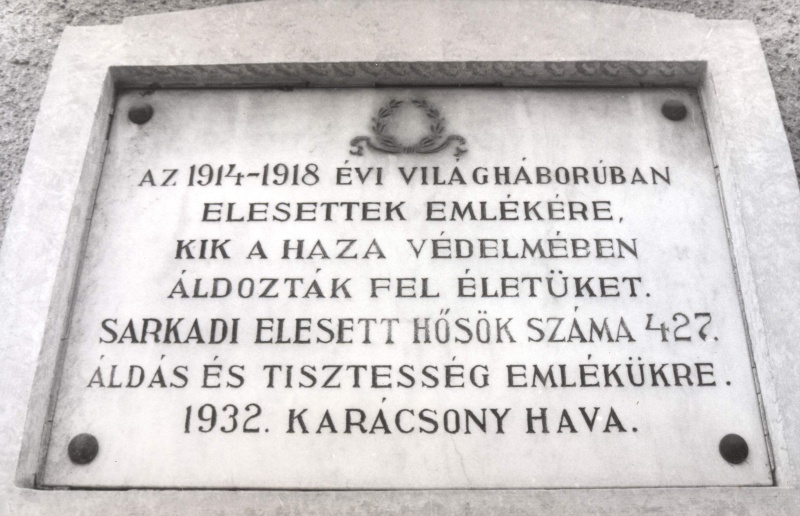 AZ 1914-1918 ÉVI VILÁGHÁBORÚBAN
ELESETTEK EMLÉKÉRE,
KIK A HAZA VÉDELMÉBEN
ÁLDOZTÁK FEL ÉLETÜKET.
SARKADI ELESETT HŐSÖK SZÁMA 427.
ÁLDÁS ÉS TISZTESSÉG EMLÉKÜKRE.
1932. KARÁCSONY HAVA.